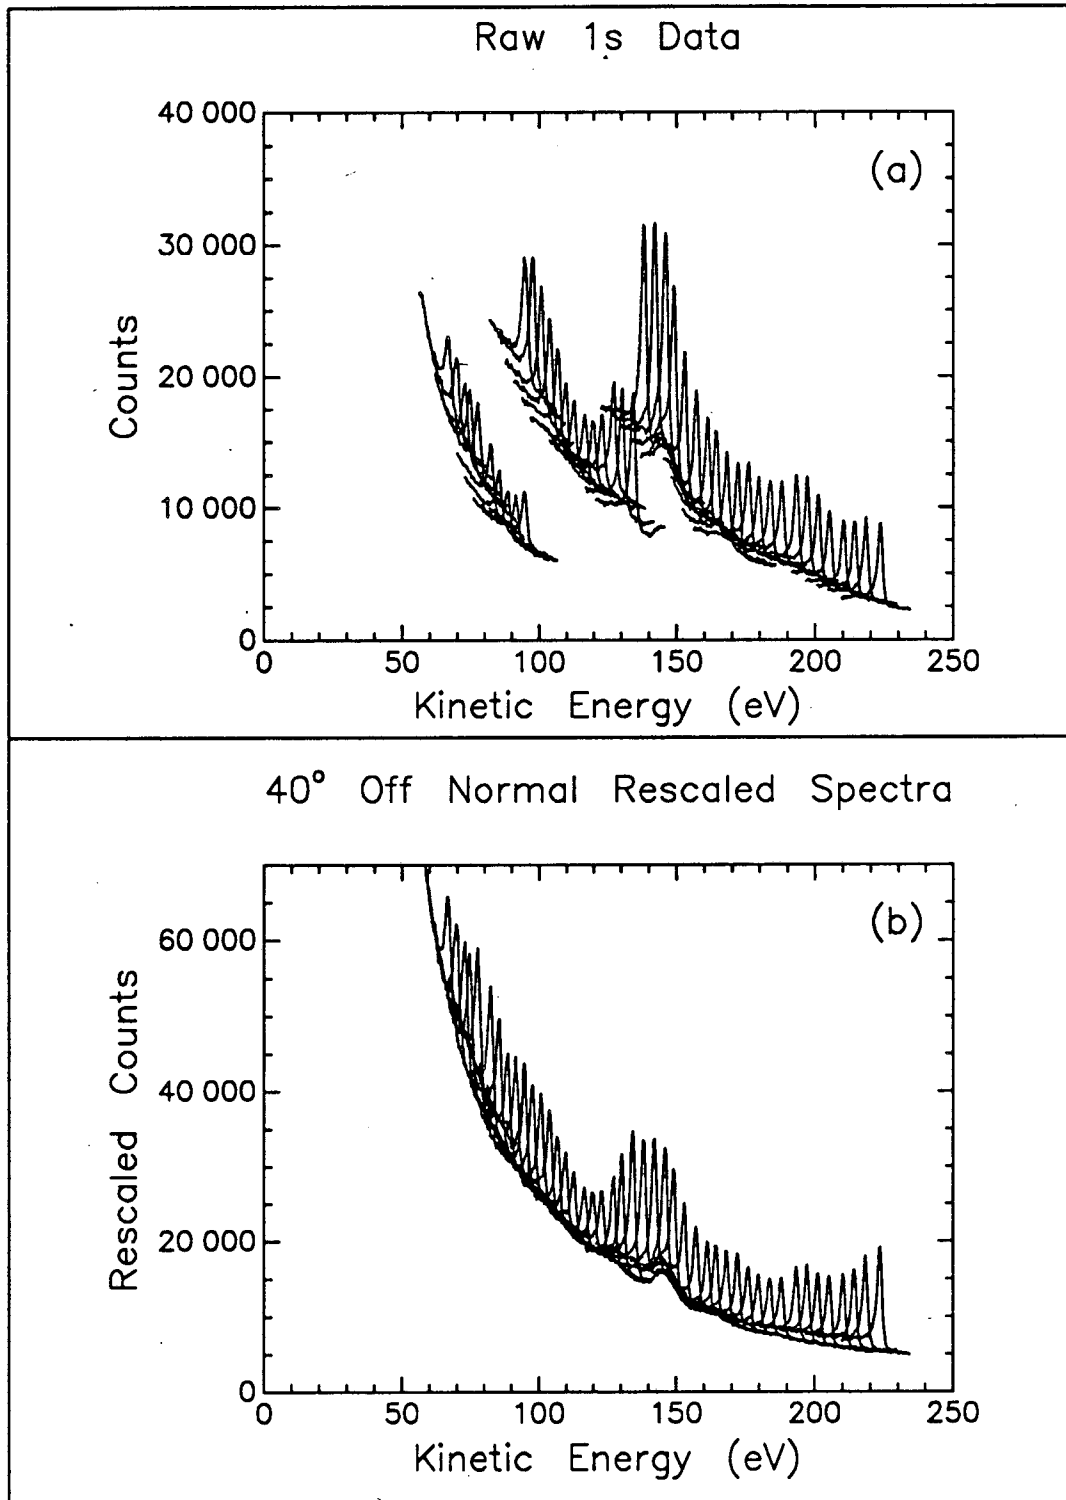 Raw 1s Data
(a)
40 000
30 000
20 000
10 000
0
Counts
0 50 100 150 200 250
Kinetic Energy (eV)
40° Off Normal Rescaled Spectra
(b)
60 000
40 000
20 000
0
Rescaled Counts
0 50 100 150 200 250
Kinetic Energy (eV)